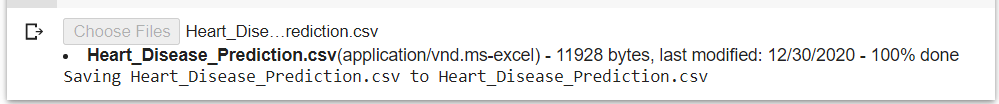 Choose Files Heart_Dise…rediction.csv
• Heart_Disease_Prediction.csv(application/vnd.ms-excel) - 11928 bytes, last modified: 12/30/2020 - 100% done
Saving Heart_Disease_Prediction.csv to Heart_Disease_Prediction.csv